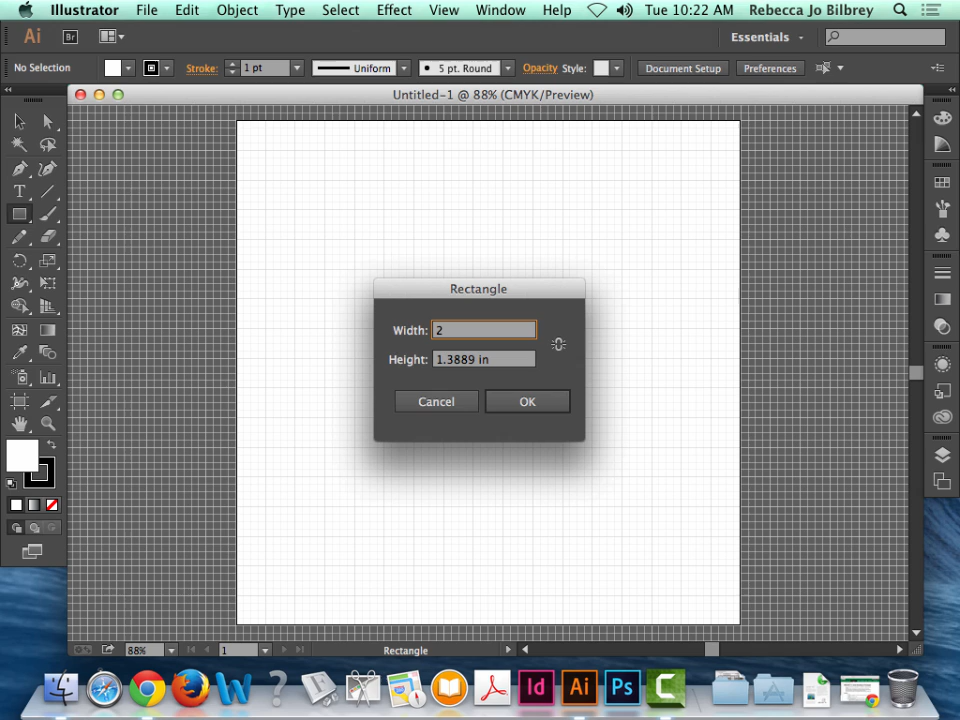 Illustrator File Edit Object Type Select Effect View Window Help Tue 10:22 AM Rebecca Jo Bilbrey
Ai Br Essentials
No Selection Stroke: 1 pt Uniform 5 pt. Round Opacity Style: Document Setup Preferences
Untitled-1 @ 88% (CMYK/Preview)
T
Rectangle
Width: 2
Height: 1.3889 in
Cancel OK
88% 1 Rectangle
W ? Id Ai Ps C